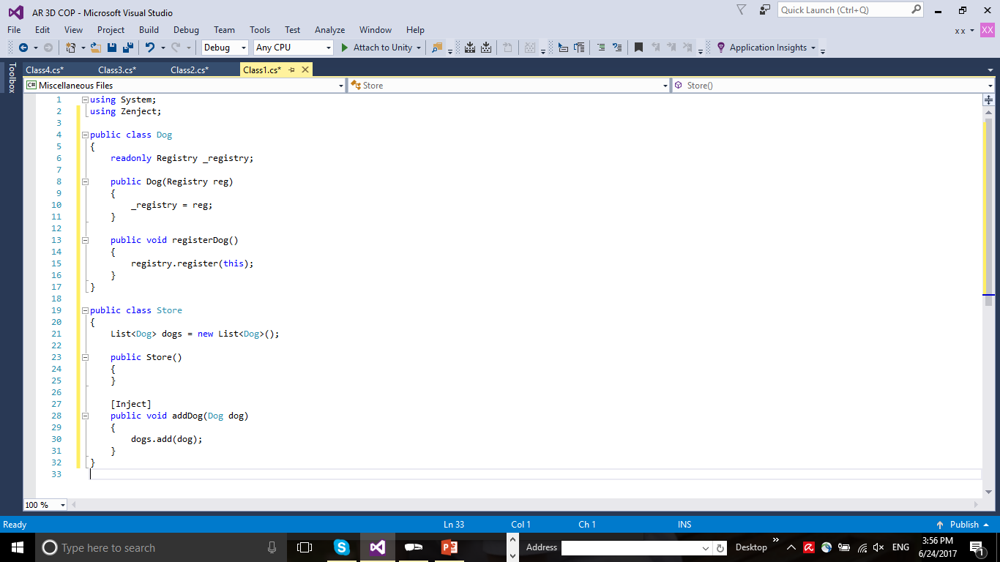 AR 3D COP - Microsoft Visual Studio
Quick Launch (Ctrl+Q)
File Edit View Project Build Debug Team Tools Test Analyze Window Help
x x XX
Debug Any CPU Attach to Unity Application Insights
Toolbox
Class4.cs* Class3.cs* Class2.cs* Class1.cs*
C# Miscellaneous Files Store Store()
1 using System;
2 using Zenject;
3
4 public class Dog
5 {
6 readonly Registry _registry;
7
8 public Dog(Registry reg)
9 {
10 _registry = reg;
11 }
12
13 public void registerDog()
14 {
15 registry.register(this);
16 }
17 }
18
19 public class Store
20 {
21 List<Dog> dogs = new List<Dog>();
22
23 public Store()
24 {
25 }
26
27 [Inject]
28 public void addDog(Dog dog)
29 {
30 dogs.add(dog);
31 }
32 }
33
100 %
Ready Ln 33 Col 1 Ch 1 INS Publish
Type here to search
Address
Desktop
ENG
3:56 PM
6/24/2017
1